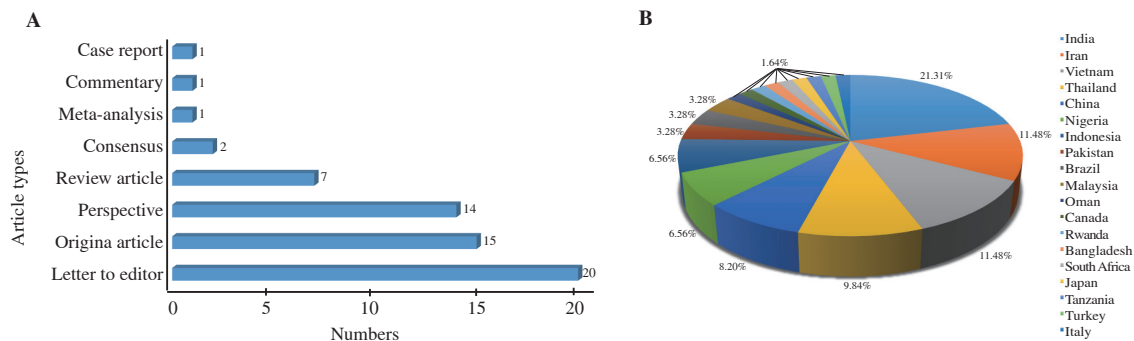 A
Article types
Case report
1
Commentary
1
Meta-analysis
1
Consensus
2
Review article
7
Perspective
14
Origina article
15
Letter to editor
20
0 5 10 15 20
Numbers
B
1.64%
21.31%
3.28%
3.28%
11.48%
3.28%
6.56%
6.56%
11.48%
8.20%
9.84%
India
Iran
Vietnam
Thailand
China
Nigeria
Indonesia
Pakistan
Brazil
Malaysia
Oman
Canada
Rwanda
Bangladesh
South Africa
Japan
Tanzania
Turkey
Italy